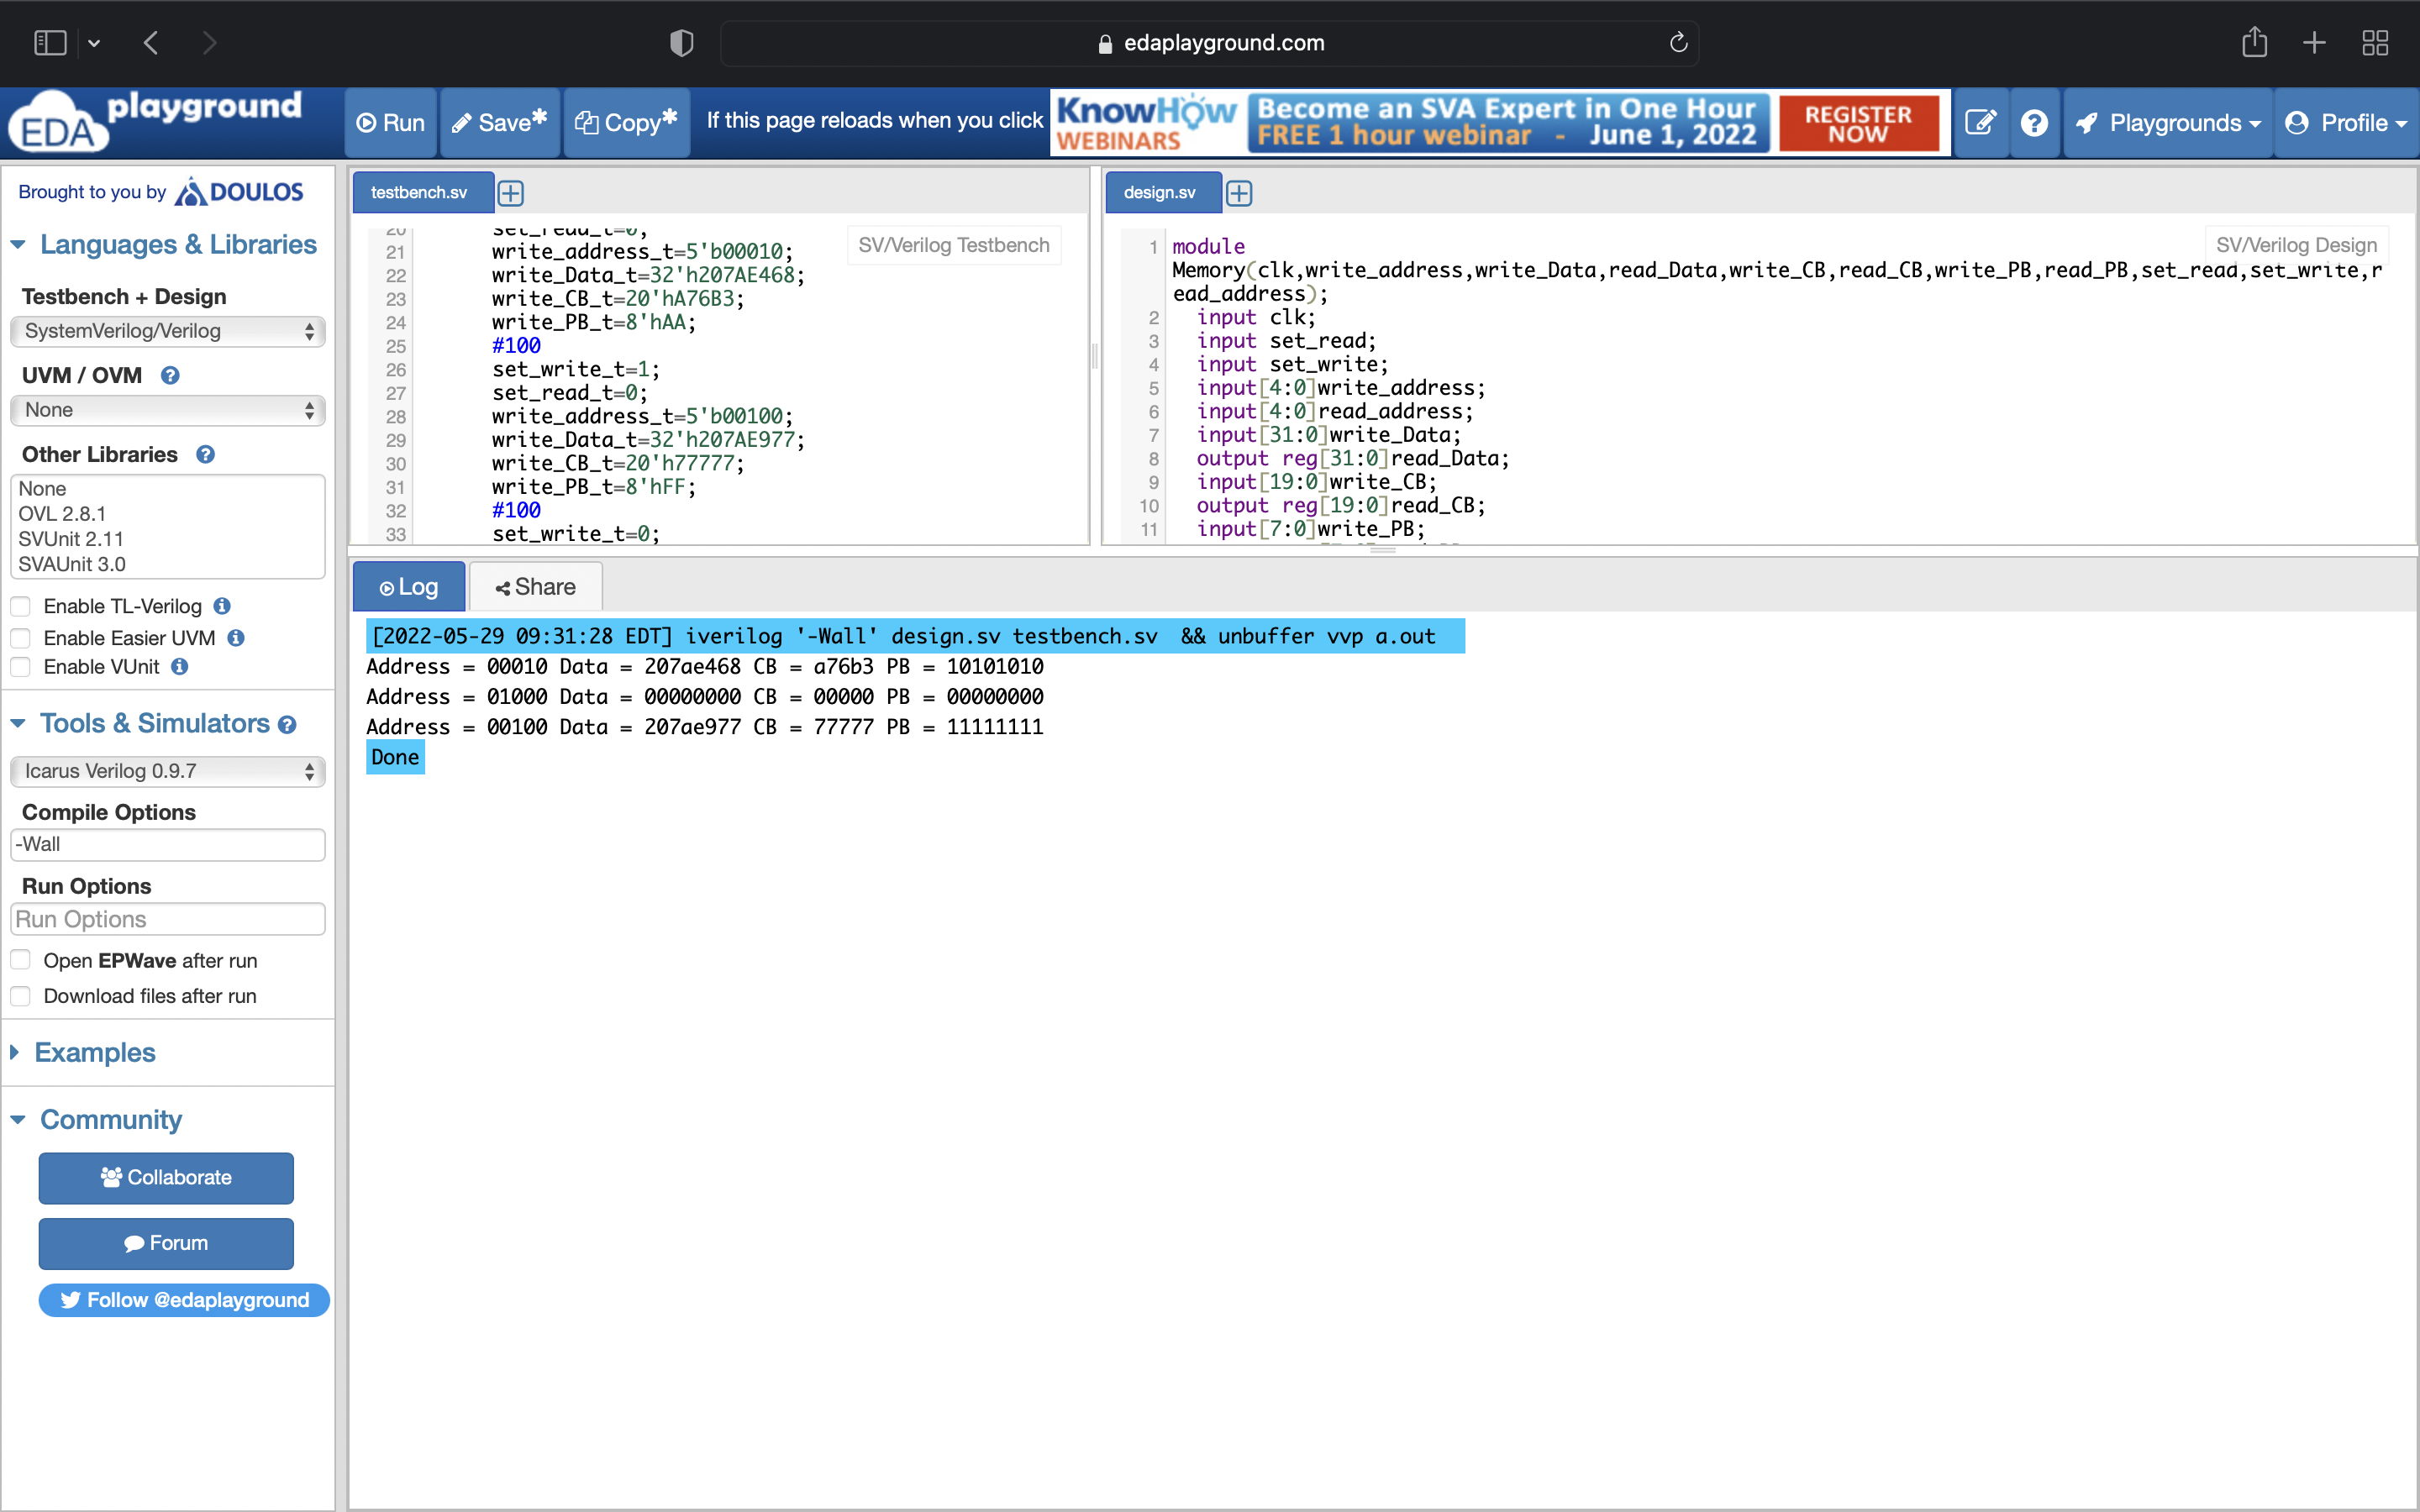 edaplayground.com
EDA playground
Run
Save*
Copy*
If this page reloads when you click
KnowHow WEBINARS
Become an SVA Expert in One Hour
FREE 1 hour webinar - June 1, 2022
REGISTER NOW
Playgrounds
Profile
Brought to you by DOULOS
Languages & Libraries
Testbench + Design
SystemVerilog/Verilog
UVM / OVM
None
Other Libraries
None
OVL 2.8.1
SVUnit 2.11
SVAUnit 3.0
Enable TL-Verilog
Enable Easier UVM
Enable VUnit
Tools & Simulators
Icarus Verilog 0.9.7
Compile Options
-Wall
Run Options
Run Options
Open EPWave after run
Download files after run
Examples
Community
Collaborate
Forum
Follow @edaplayground
testbench.sv
SV/Verilog Testbench
20 set_read_t=0;
21 write_address_t=5'b00010;
22 write_Data_t=32'h207AE468;
23 write_CB_t=20'hA76B3;
24 write_PB_t=8'hAA;
25 #100
26 set_write_t=1;
27 set_read_t=0;
28 write_address_t=5'b00100;
29 write_Data_t=32'h207AE977;
30 write_CB_t=20'h77777;
31 write_PB_t=8'hFF;
32 #100
33 set_write_t=0;
design.sv
SV/Verilog Design
1 module
Memory(clk,write_address,write_Data,read_Data,write_CB,read_CB,write_PB,read_PB,set_read,set_write,r
ead_address);
2 input clk;
3 input set_read;
4 input set_write;
5 input[4:0]write_address;
6 input[4:0]read_address;
7 input[31:0]write_Data;
8 output reg[31:0]read_Data;
9 input[19:0]write_CB;
10 output reg[19:0]read_CB;
11 input[7:0]write_PB;
Log
Share
[2022-05-29 09:31:28 EDT] iverilog '-Wall' design.sv testbench.sv && unbuffer vvp a.out
Address = 00010 Data = 207ae468 CB = a76b3 PB = 10101010
Address = 01000 Data = 00000000 CB = 00000 PB = 00000000
Address = 00100 Data = 207ae977 CB = 77777 PB = 11111111
Done